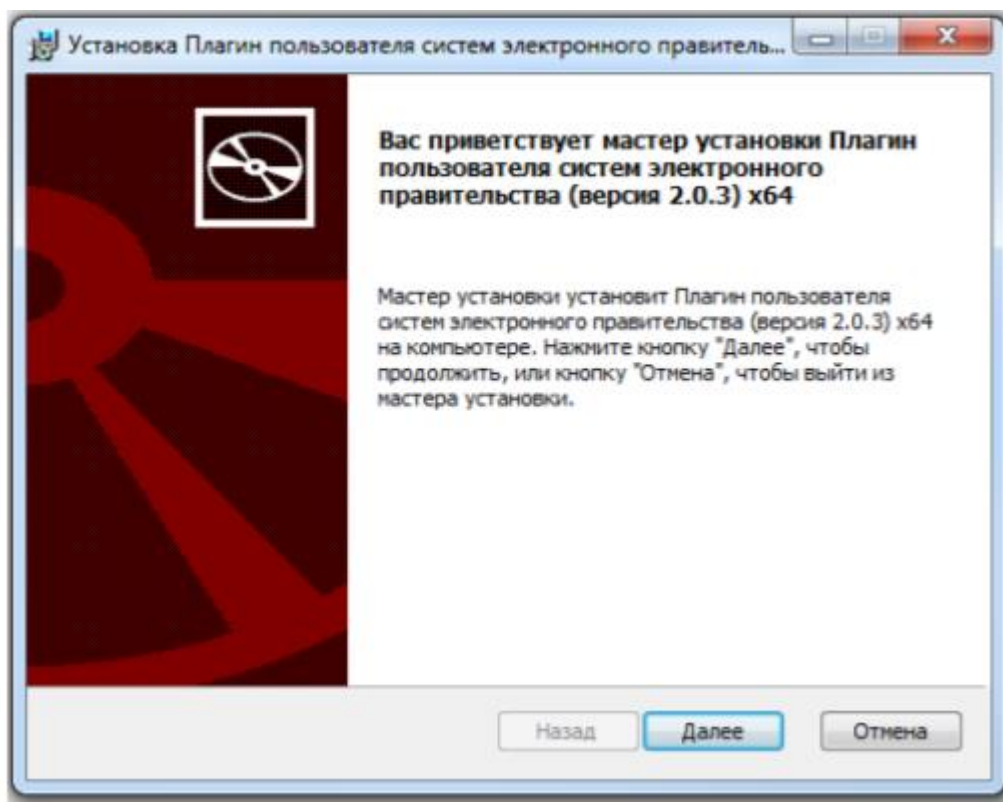 Установка Плагин пользователя систем электронного правитель...
Вас приветствует мастер установки Плагин
пользователя систем электронного
правительства (версия 2.0.3) x64
Мастер установки установит Плагин пользователя
систем электронного правительства (версия 2.0.3) x64
на компьютере. Нажмите кнопку "Далее", чтобы
продолжить, или кнопку "Отмена", чтобы выйти из
мастера установки.
Назад Далее Отмена